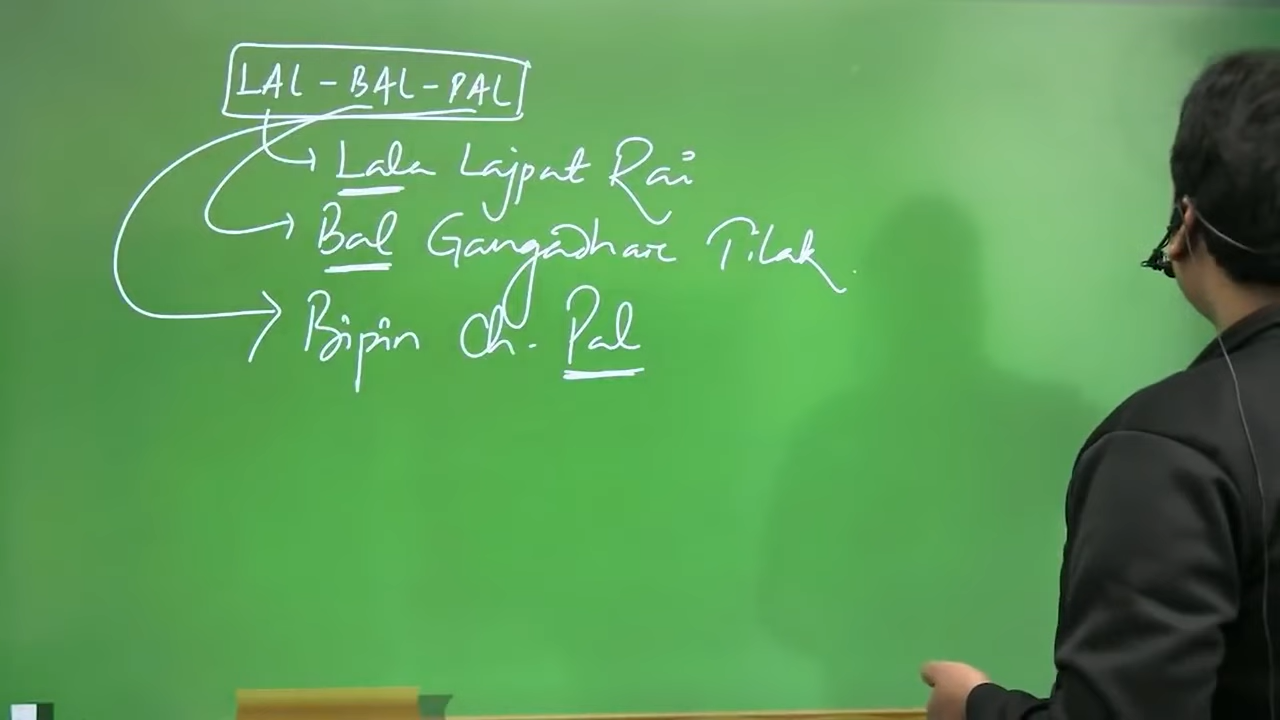 LAL - BAL - PAL
Lala Lajpat Rai
Bal Gangadhar Tilak.
Bipin Ch. Pal